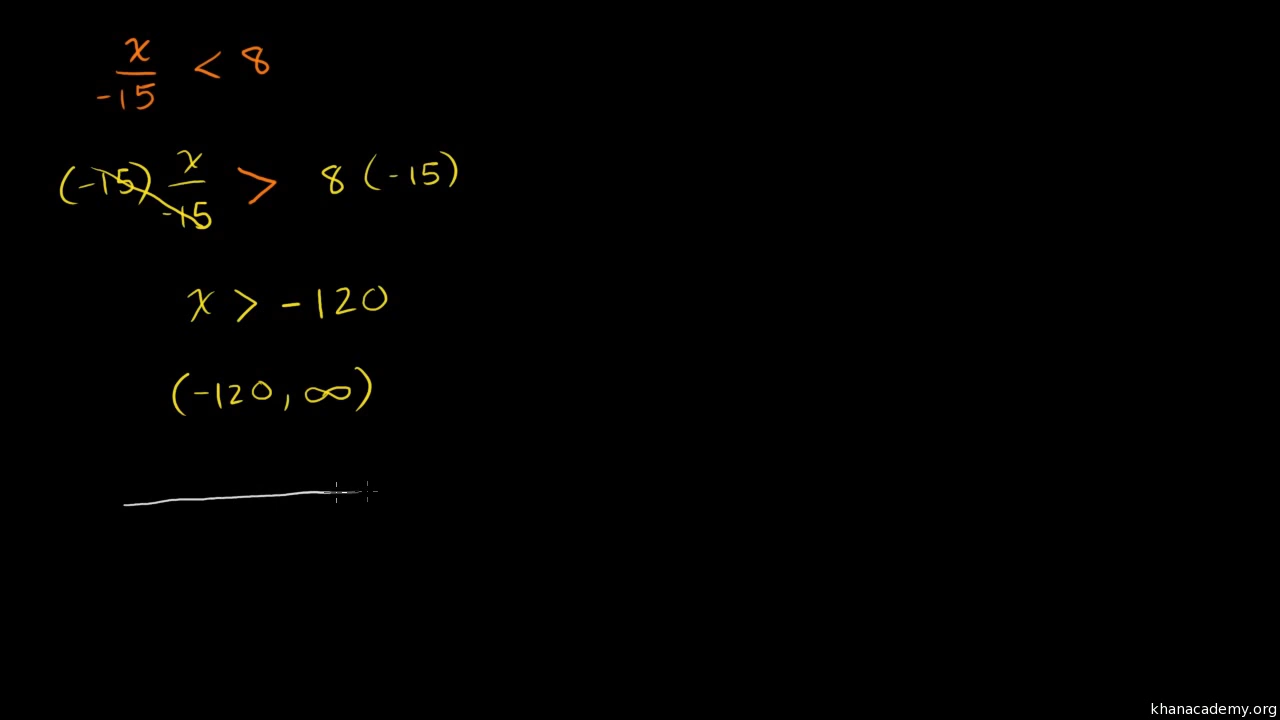 x/-15 < 8
(-15) x/-15 > 8 (-15)
x > -120
(-120, ∞)
khanacademy.org